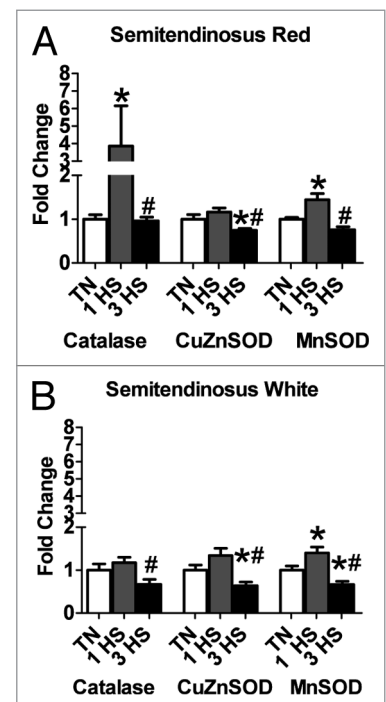 A
Semitendinosus Red
Fold Change
8
7
6
5
4
3
2
1
0
*
#
*#
*
#
TN 1 HS 3 HS TN 1 HS 3 HS TN 1 HS 3 HS
Catalase CuZnSOD MnSOD
B
Semitendinosus White
Fold Change
8
7
6
5
4
3
2
1
0
#
*#
*
*#
TN 1 HS 3 HS TN 1 HS 3 HS TN 1 HS 3 HS
Catalase CuZnSOD MnSOD